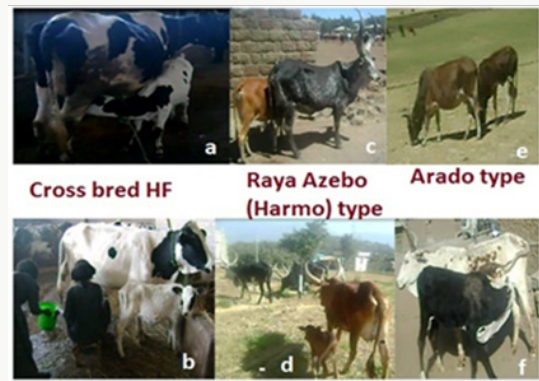 a
c
e
Cross bred HF
Raya Azebo
(Harmo) type
Arado type
b
d
f